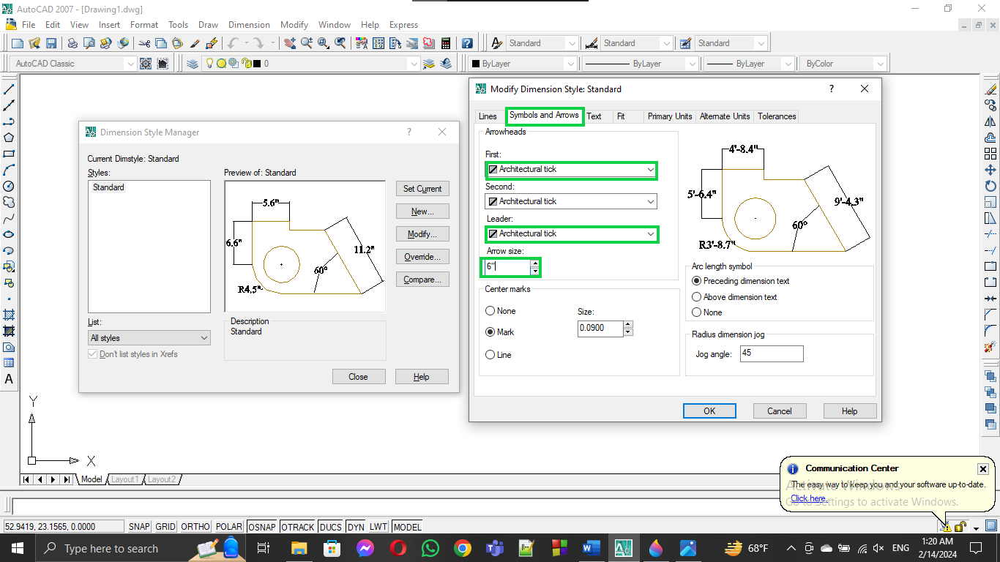 AutoCAD 2007 - [Drawing1.dwg]
File Edit View Insert Format Tools Draw Dimension Modify Window Help Express
Standard Standard Standard
AutoCAD Classic 0 ByLayer ByLayer ByLayer ByColor
Dimension Style Manager ?
Current Dimstyle: Standard
Styles:
Standard
Preview of: Standard
5.6"
6.6"
11.2"
60°
R4.5"
Set Current
New...
Modify...
Override...
Compare...
List:
All styles
Don't list styles in Xrefs
Description
Standard
Close Help
Modify Dimension Style: Standard ?
Lines Symbols and Arrows Text Fit Primary Units Alternate Units Tolerances
Arrowheads
First:
Architectural tick
Second:
Architectural tick
Leader:
Architectural tick
Arrow size:
6"
Center marks
None
Mark
Line
Size:
0.0900
4'-8.4"
5'-6.4"
9'-4.3"
60°
R3'-8.7"
Arc length symbol
Preceding dimension text
Above dimension text
None
Radius dimension jog
Jog angle: 45
OK Cancel Help
A
Y
X
Model Layout1 Layout2
Communication Center
The easy way to keep you and your software up-to-date.
Click here.
Activate Windows
Go to Settings to activate Windows.
52.9419, 23.1565, 0.0000 SNAP GRID ORTHO POLAR OSNAP OTRACK DUCS DYN LWT MODEL
Type here to search
68°F
ENG
1:20 AM
2/14/2024